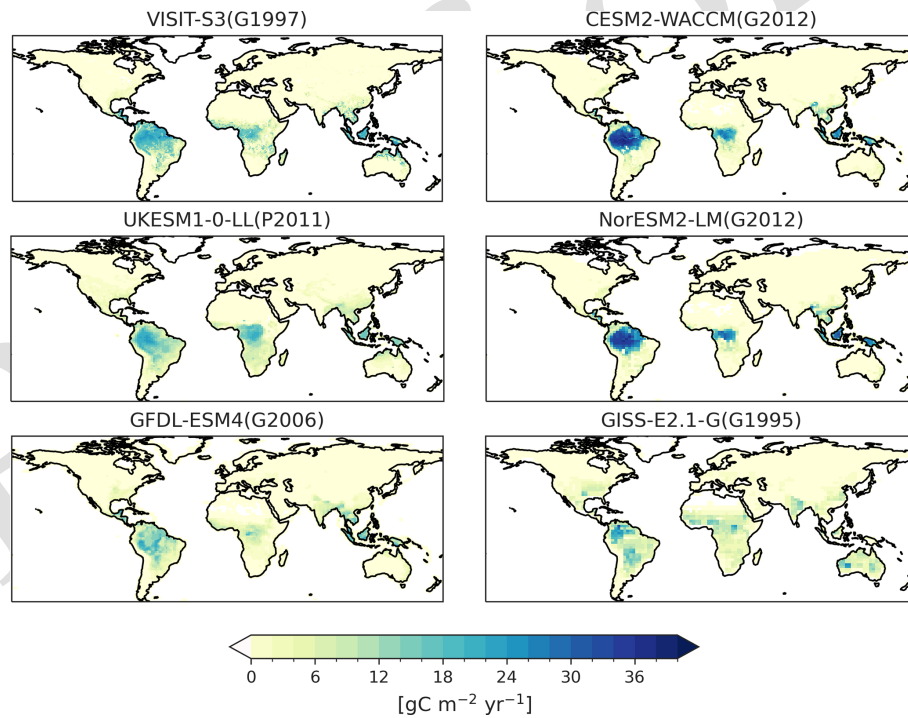 VISIT-S3(G1997) CESM2-WACCM(G2012)
UKESM1-0-LL(P2011) NorESM2-LM(G2012)
GFDL-ESM4(G2006) GISS-E2.1-G(G1995)
0 6 12 18 24 30 36
[gC m⁻² yr⁻¹]